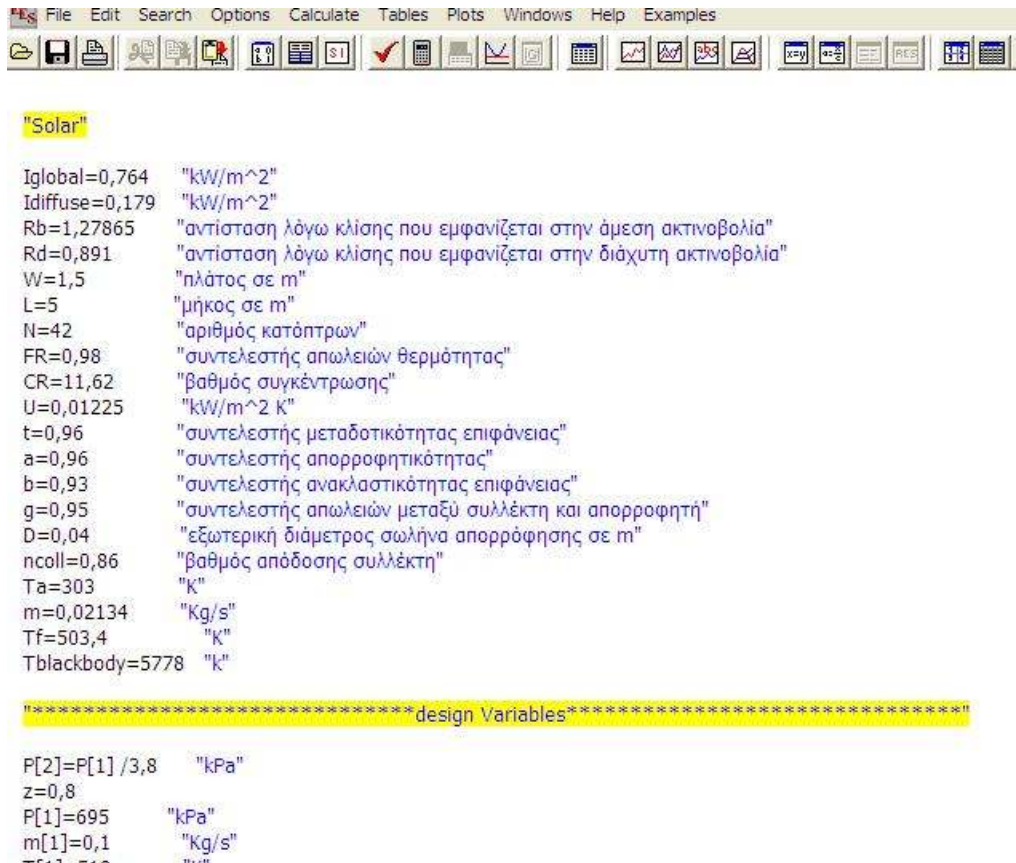 File Edit Search Options Calculate Tables Plots Windows Help Examples
"Solar"
Iglobal=0,764 "kW/m^2"
Idiffuse=0,179 "kW/m^2"
Rb=1,27865 "αντίσταση λόγω κλίσης που εμφανίζεται στην άμεση ακτινοβολία"
Rd=0,891 "αντίσταση λόγω κλίσης που εμφανίζεται στην διάχυτη ακτινοβολία"
W=1,5 "πλάτος σε m"
L=5 "μήκος σε m"
N=42 "αριθμός κατόπτρων"
FR=0,98 "συντελεστής απωλειών θερμότητας"
CR=11,62 "βαθμός συγκέντρωσης"
U=0,01225 "kW/m^2 K"
t=0,96 "συντελεστής μεταδοτικότητας επιφάνειας"
a=0,96 "συντελεστής απορροφητικότητας"
b=0,93 "συντελεστής ανακλαστικότητας επιφάνειας"
g=0,95 "συντελεστής απωλειών μεταξύ συλλέκτη και απορροφητή"
D=0,04 "εξωτερική διάμετρος σωλήνα απορρόφησης σε m"
ncoll=0,86 "βαθμός απόδοσης συλλέκτη"
Ta=303 "K"
m=0,02134 "Kg/s"
Tf=503,4 "K"
Tblackbody=5778 "k"
"******************************design Variables*******************************"
P[2]=P[1] /3,8 "kPa"
z=0,8
P[1]=695 "kPa"
m[1]=0,1 "Kg/s"